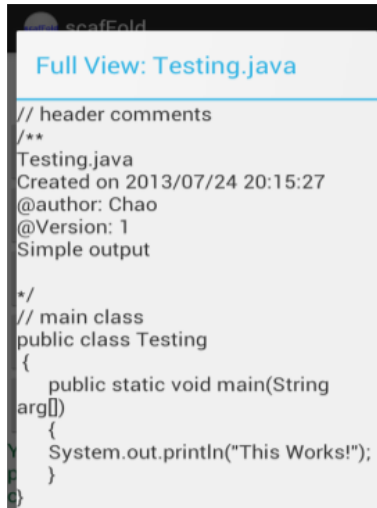 scafFold
Full View: Testing.java
// header comments
/**
Testing.java
Created on 2013/07/24 20:15:27
@author: Chao
@Version: 1
Simple output
*/
// main class
public class Testing
{
public static void main(String
arg[])
{
System.out.println("This Works!");
}
}